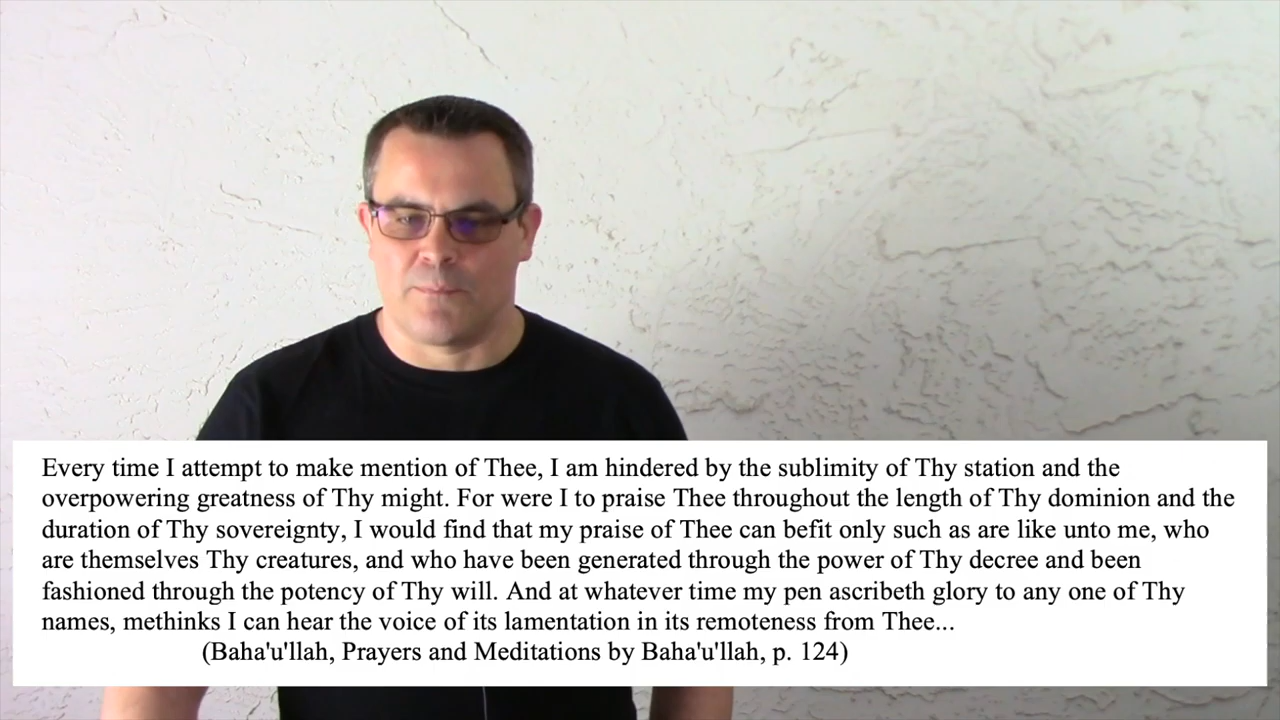 Every time I attempt to make mention of Thee, I am hindered by the sublimity of Thy station and the
overpowering greatness of Thy might. For were I to praise Thee throughout the length of Thy dominion and the
duration of Thy sovereignty, I would find that my praise of Thee can befit only such as are like unto me, who
are themselves Thy creatures, and who have been generated through the power of Thy decree and been
fashioned through the potency of Thy will. And at whatever time my pen ascribeth glory to any one of Thy
names, methinks I can hear the voice of its lamentation in its remoteness from Thee...
(Baha'u'llah, Prayers and Meditations by Baha'u'llah, p. 124)